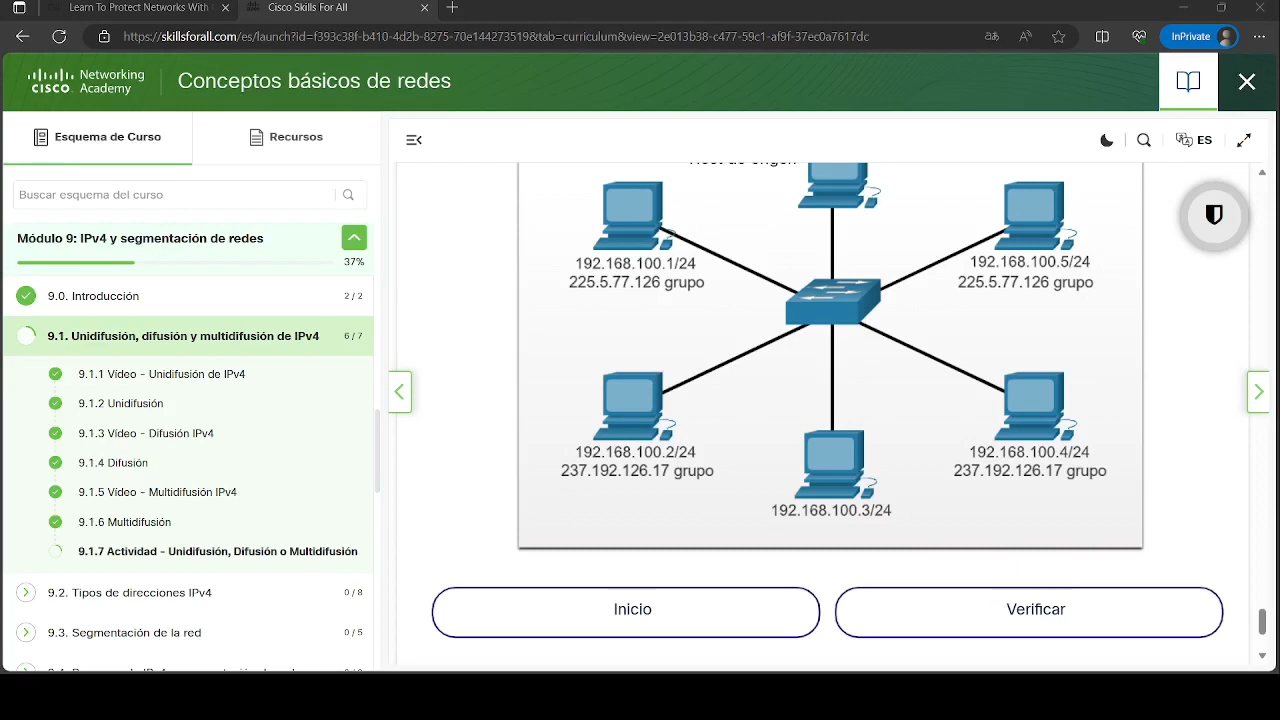 Learn To Protect Networks With
Cisco Skills For All
https://skillsforall.com/es/launch?id=f393c38f-b410-4d2b-8275-70e144273519&tab=curriculum&view=2e013b38-c477-59c1-af9f-37ec0a7617dc
InPrivate
Networking
CISCO Academy
Conceptos básicos de redes
Esquema de Curso
Recursos
ES
Buscar esquema del curso
Módulo 9: IPv4 y segmentación de redes
37%
9.0. Introducción
2 / 2
9.1. Unidifusión, difusión y multidifusión de IPv4
6 / 7
9.1.1 Vídeo - Unidifusión de IPv4
9.1.2 Unidifusión
9.1.3 Vídeo - Difusión IPv4
9.1.4 Difusión
9.1.5 Vídeo - Multidifusión IPv4
9.1.6 Multidifusión
9.1.7 Actividad - Unidifusión, Difusión o Multidifusión
9.2. Tipos de direcciones IPv4
0 / 8
9.3. Segmentación de la red
0 / 5
Host de origen
192.168.100.1/24
225.5.77.126 grupo
192.168.100.5/24
225.5.77.126 grupo
192.168.100.2/24
237.192.126.17 grupo
192.168.100.4/24
237.192.126.17 grupo
192.168.100.3/24
Inicio
Verificar